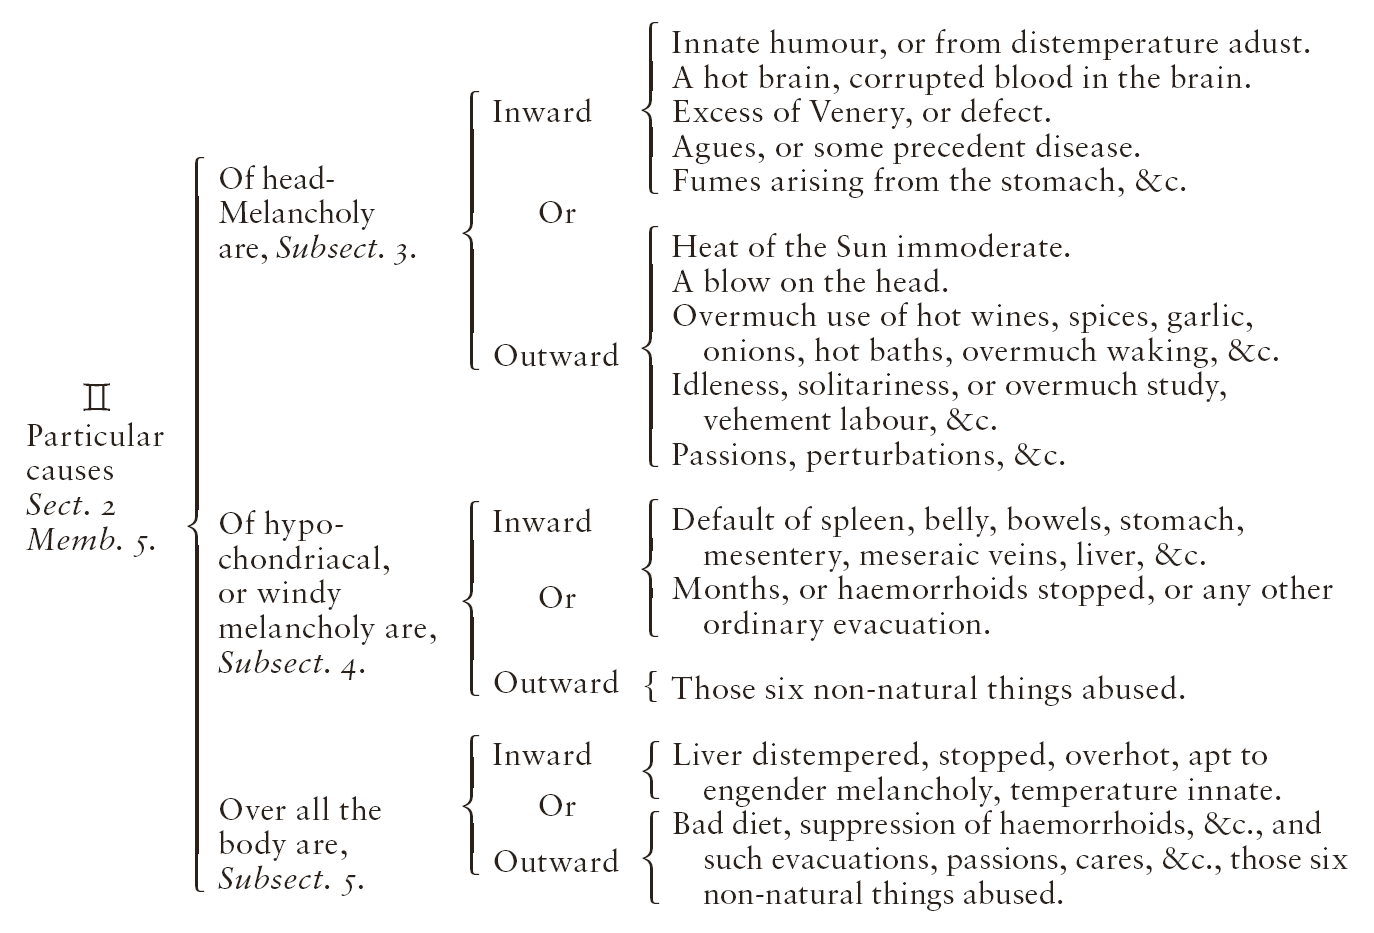 ♊
Particular
causes
Sect. 2
Memb. 5.
Of head-
Melancholy
are, Subsect. 3.
Inward
Innate humour, or from distemperature adust.
A hot brain, corrupted blood in the brain.
Excess of Venery, or defect.
Agues, or some precedent disease.
Fumes arising from the stomach, &c.
Or
Outward
Heat of the Sun immoderate.
A blow on the head.
Overmuch use of hot wines, spices, garlic,
onions, hot baths, overmuch waking, &c.
Idleness, solitariness, or overmuch study,
vehement labour, &c.
Passions, perturbations, &c.
Of hypo-
chondriacal,
or windy
melancholy are,
Subsect. 4.
Inward
Default of spleen, belly, bowels, stomach,
mesentery, meseraic veins, liver, &c.
Months, or haemorrhoids stopped, or any other
ordinary evacuation.
Or
Outward
Those six non-natural things abused.
Over all the
body are,
Subsect. 5.
Inward
Liver distempered, stopped, overhot, apt to
engender melancholy, temperature innate.
Or
Outward
Bad diet, suppression of haemorrhoids, &c., and
such evacuations, passions, cares, &c., those six
non-natural things abused.